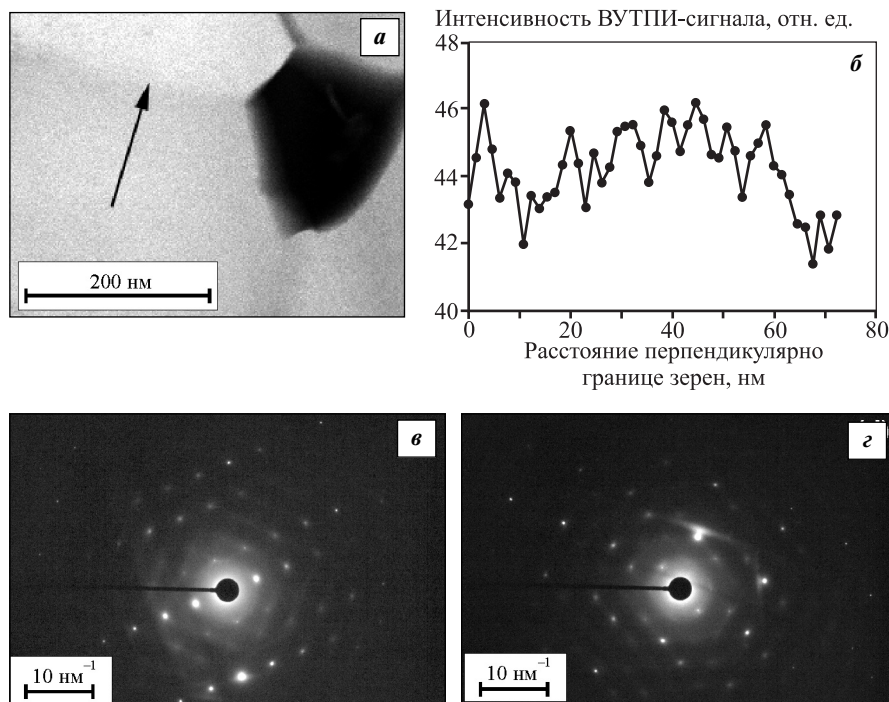 а
200 нм
Интенсивность ВУТПИ-сигнала, отн. ед.
б
48
46
44
42
40
0 20 40 60 80
Расстояние перпендикулярно
границе зерен, нм
в
10 нм⁻¹
г
10 нм⁻¹